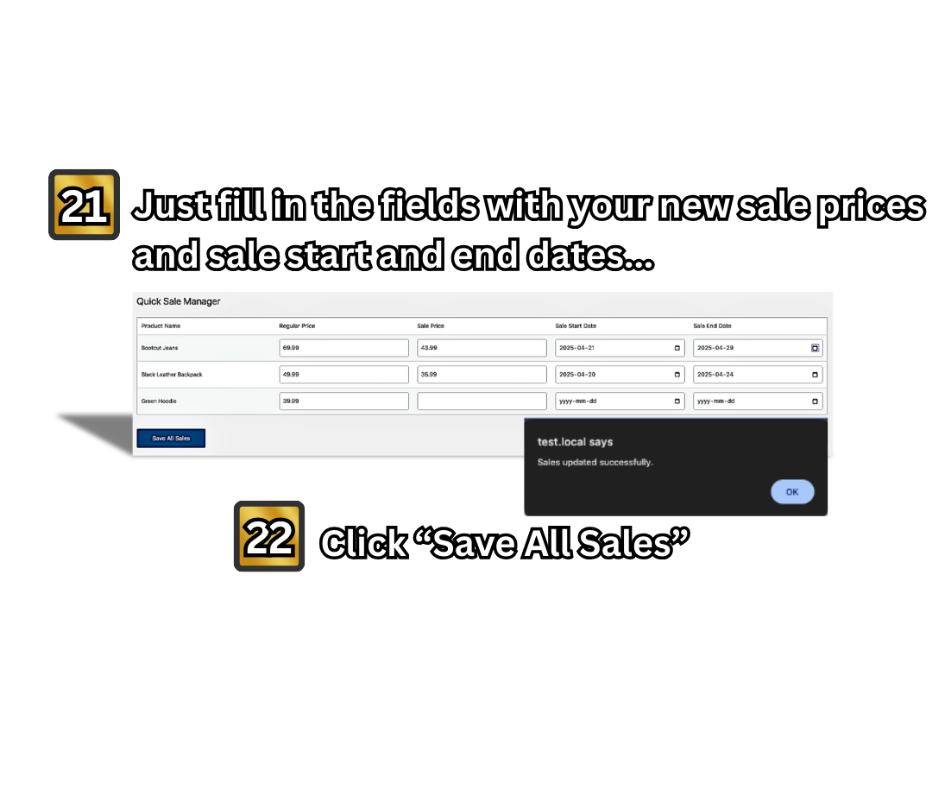 21
Just fill in the fields with your new sale prices
and sale start and end dates...
Quick Sale Manager
Product Name Regular Price Sale Price Sale Start Date Sale End Date
Bootcut Jeans 69.99 43.99 2025-04-21 2025-04-29
Black Leather Backpack 49.99 35.99 2025-04-20 2025-04-24
Green Hoodie 39.99 yyyy-mm-dd yyyy-mm-dd
Save All Sales
test.local says
Sales updated successfully.
OK
22
Click “Save All Sales”